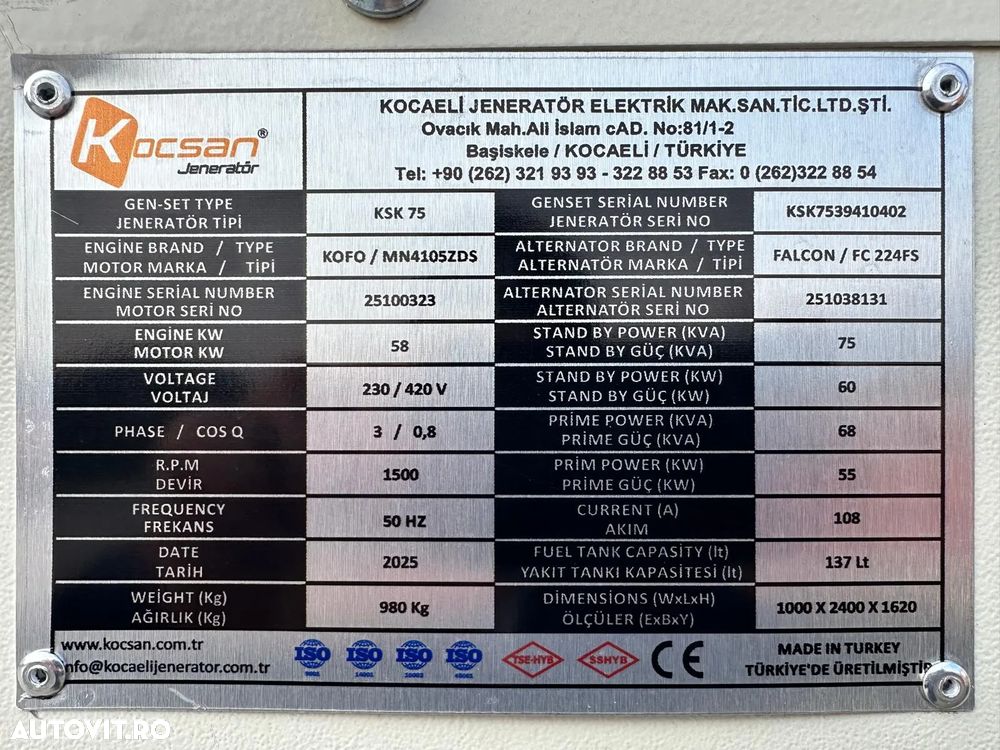 Kocsan®
Jeneratör
KOCAELİ JENERATÖR ELEKTRİK MAK.SAN.TİC.LTD.ŞTİ.
Ovacık Mah.Ali İslam cAD. No:81/1-2
Başiskele / KOCAELİ / TÜRKİYE
Tel: +90 (262) 321 93 93 - 322 88 53 Fax: 0 (262)322 88 54
GEN-SET TYPE
JENERATÖR TİPİ
KSK 75
GENSET SERIAL NUMBER
JENERATÖR SERİ NO
KSK7539410402
ENGINE BRAND / TYPE
MOTOR MARKA / TİPİ
KOFO / MN4105ZDS
ALTERNATOR BRAND / TYPE
ALTERNATÖR MARKA / TİPİ
FALCON / FC 224FS
ENGINE SERIAL NUMBER
MOTOR SERI NO
25100323
ALTERNATOR SERIAL NUMBER
ALTERNATÖR SERİ NO
251038131
ENGİNE KW
MOTOR KW
58
STAND BY POWER (KVA)
STAND BY GÜÇ (KVA)
75
VOLTAGE
VOLTAJ
230 / 420 V
STAND BY POWER (KW)
STAND BY GÜÇ (KW)
60
PHASE / COS Q
3 / 0,8
PRİME POWER (KVA)
PRİME GÜÇ (KVA)
68
R.P.M
DEVİR
1500
PRİM POWER (KW)
PRİME GÜÇ (KW)
55
FREQUENCY
FREKANS
50 HZ
CURRENT (A)
AKIM
108
DATE
TARİH
2025
FUEL TANK CAPASITY (lt)
YAKIT TANKI KAPASİTESİ (lt)
137 Lt
WEIGHT (Kg)
AĞIRLIK (Kg)
980 Kg
DİMENSIONS (WxLxH)
ÖLÇÜLER (ExBxY)
1000 X 2400 X 1620
www.kocsan.com.tr
info@kocaelijenerator.com.tr
ISO ISO ISO ISO
9001 14001 10002 45001
TSE-HYB
SSHYB
CE
MADE IN TURKEY
TÜRKİYE'DE ÜRETİLMİŞTİR
AUTOVIT.RO